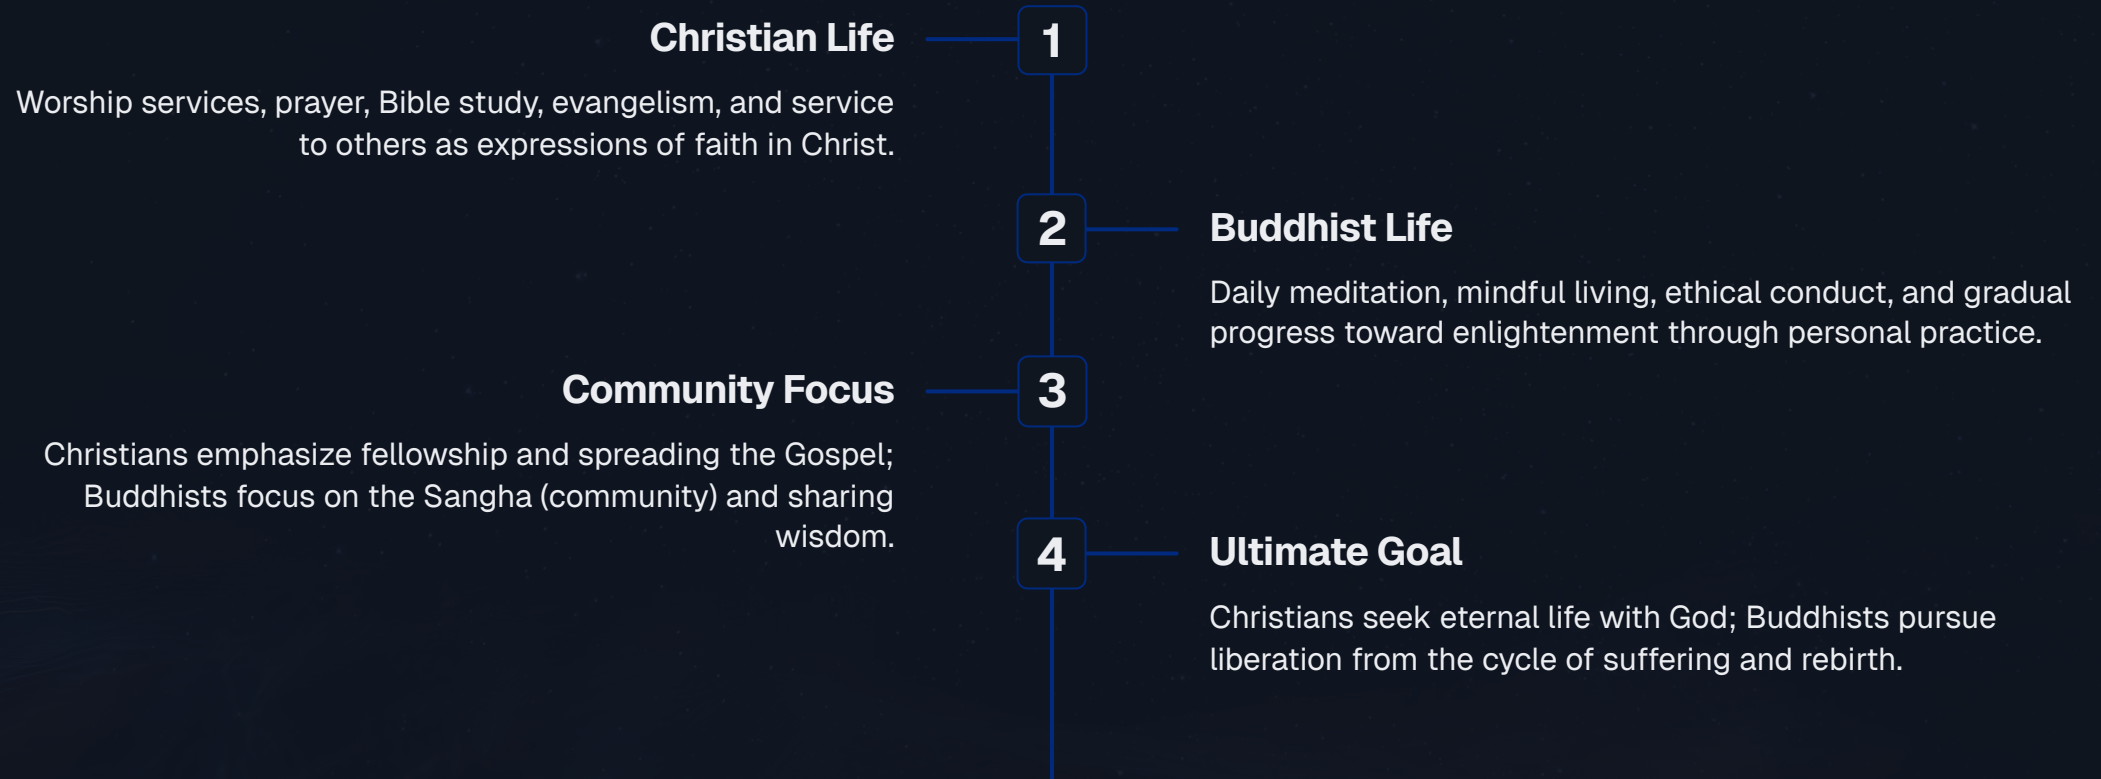 Christian Life
1
Worship services, prayer, Bible study, evangelism, and service
to others as expressions of faith in Christ.
2
Buddhist Life
Daily meditation, mindful living, ethical conduct, and gradual
progress toward enlightenment through personal practice.
Community Focus
3
Christians emphasize fellowship and spreading the Gospel;
Buddhists focus on the Sangha (community) and sharing
wisdom.
4
Ultimate Goal
Christians seek eternal life with God; Buddhists pursue
liberation from the cycle of suffering and rebirth.